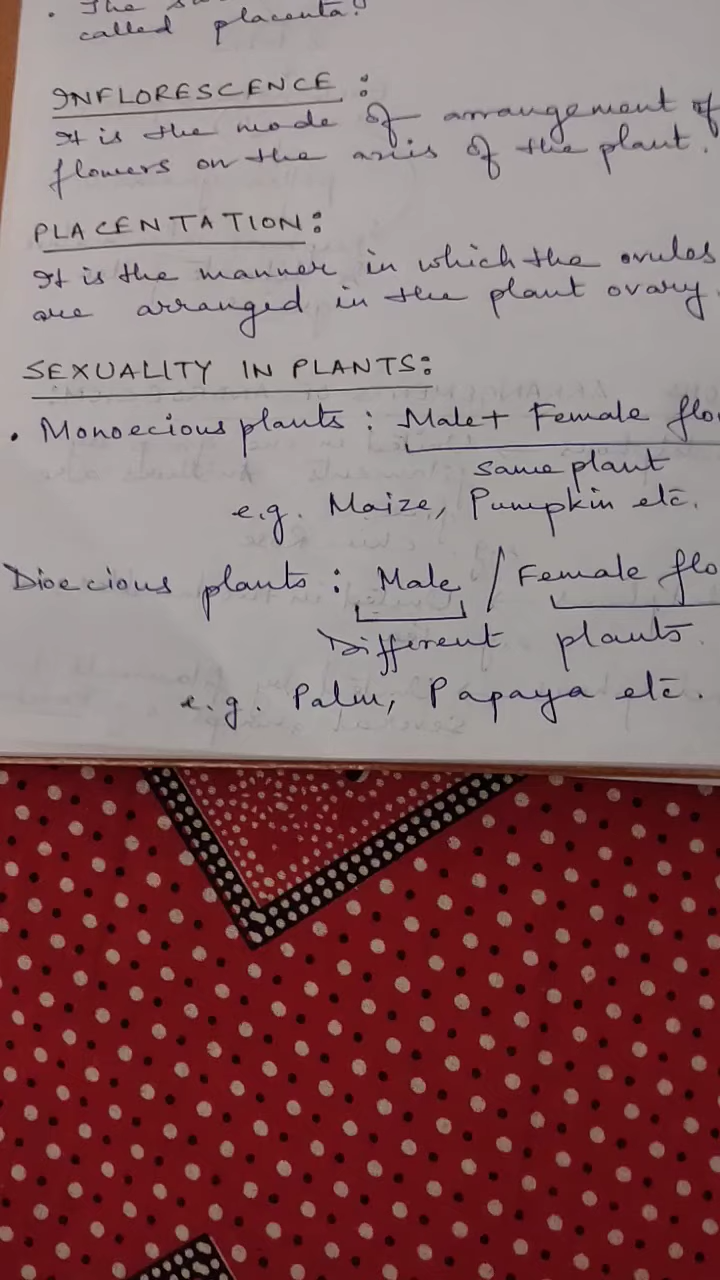 . The
called placenta.
INFLORESCENCE :
It is the mode of arrangement of
flowers on the axis of the plant.
PLACENTATION:
It is the manner in which the ovules
are arranged in the plant ovary.
SEXUALITY IN PLANTS:
. Monoecious plants : Male + Female flo
same plant
e.g. Maize, Pumpkin etc.
Dioecious plants : Male / Female flo
Different plants.
e.g. Palm, Papaya etc.